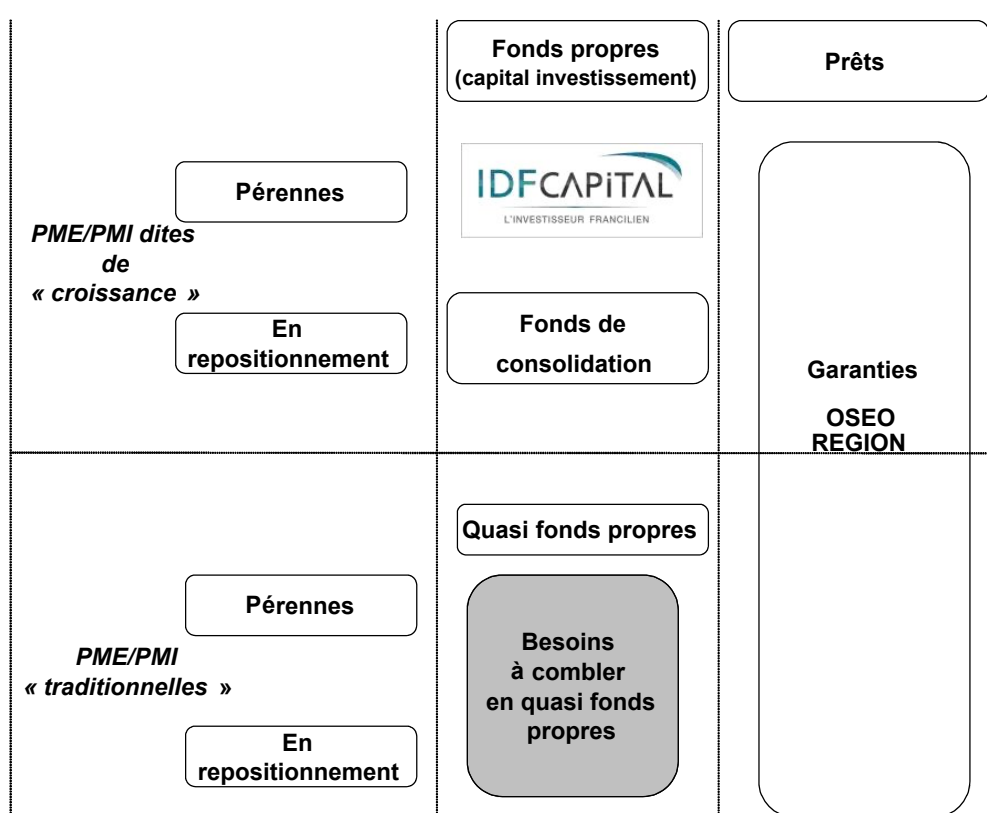 Fonds propres
(capital investissement)
Prêts
Pérennes
IDFCAPiTAL
L'INVESTISSEUR FRANCILIEN
PME/PMI dites
de
« croissance »
En
repositionnement
Fonds de
consolidation
Garanties
OSEO
REGION
Quasi fonds propres
Pérennes
PME/PMI
« traditionnelles »
Besoins
à combler
en quasi fonds
propres
En
repositionnement